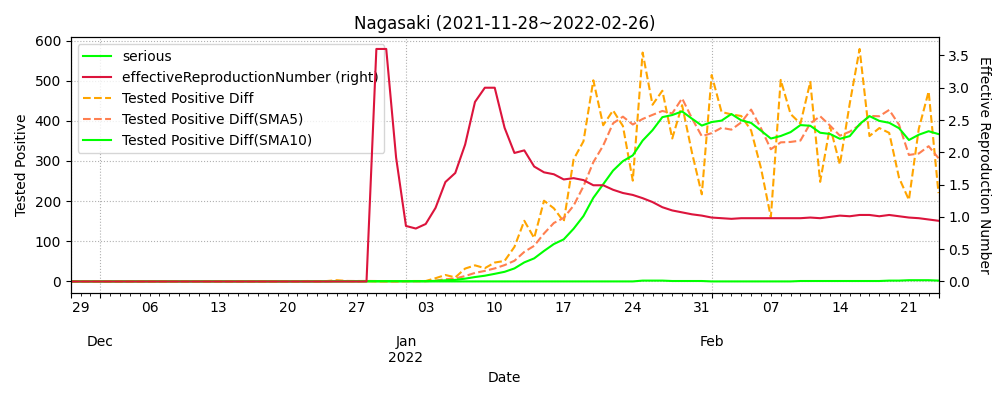 Nagasaki (2021-11-28~2022-02-26)
600
500
400
300
200
100
0
Tested Positive
serious
effectiveReproductionNumber (right)
Tested Positive Diff
Tested Positive Diff(SMA5)
Tested Positive Diff(SMA10)
3.5
3.0
2.5
2.0
1.5
1.0
0.5
0.0
Effective Reproduction Number
29 06 13 20 27 03 10 17 24 31 07 14 21
Dec Jan Feb
2022
Date